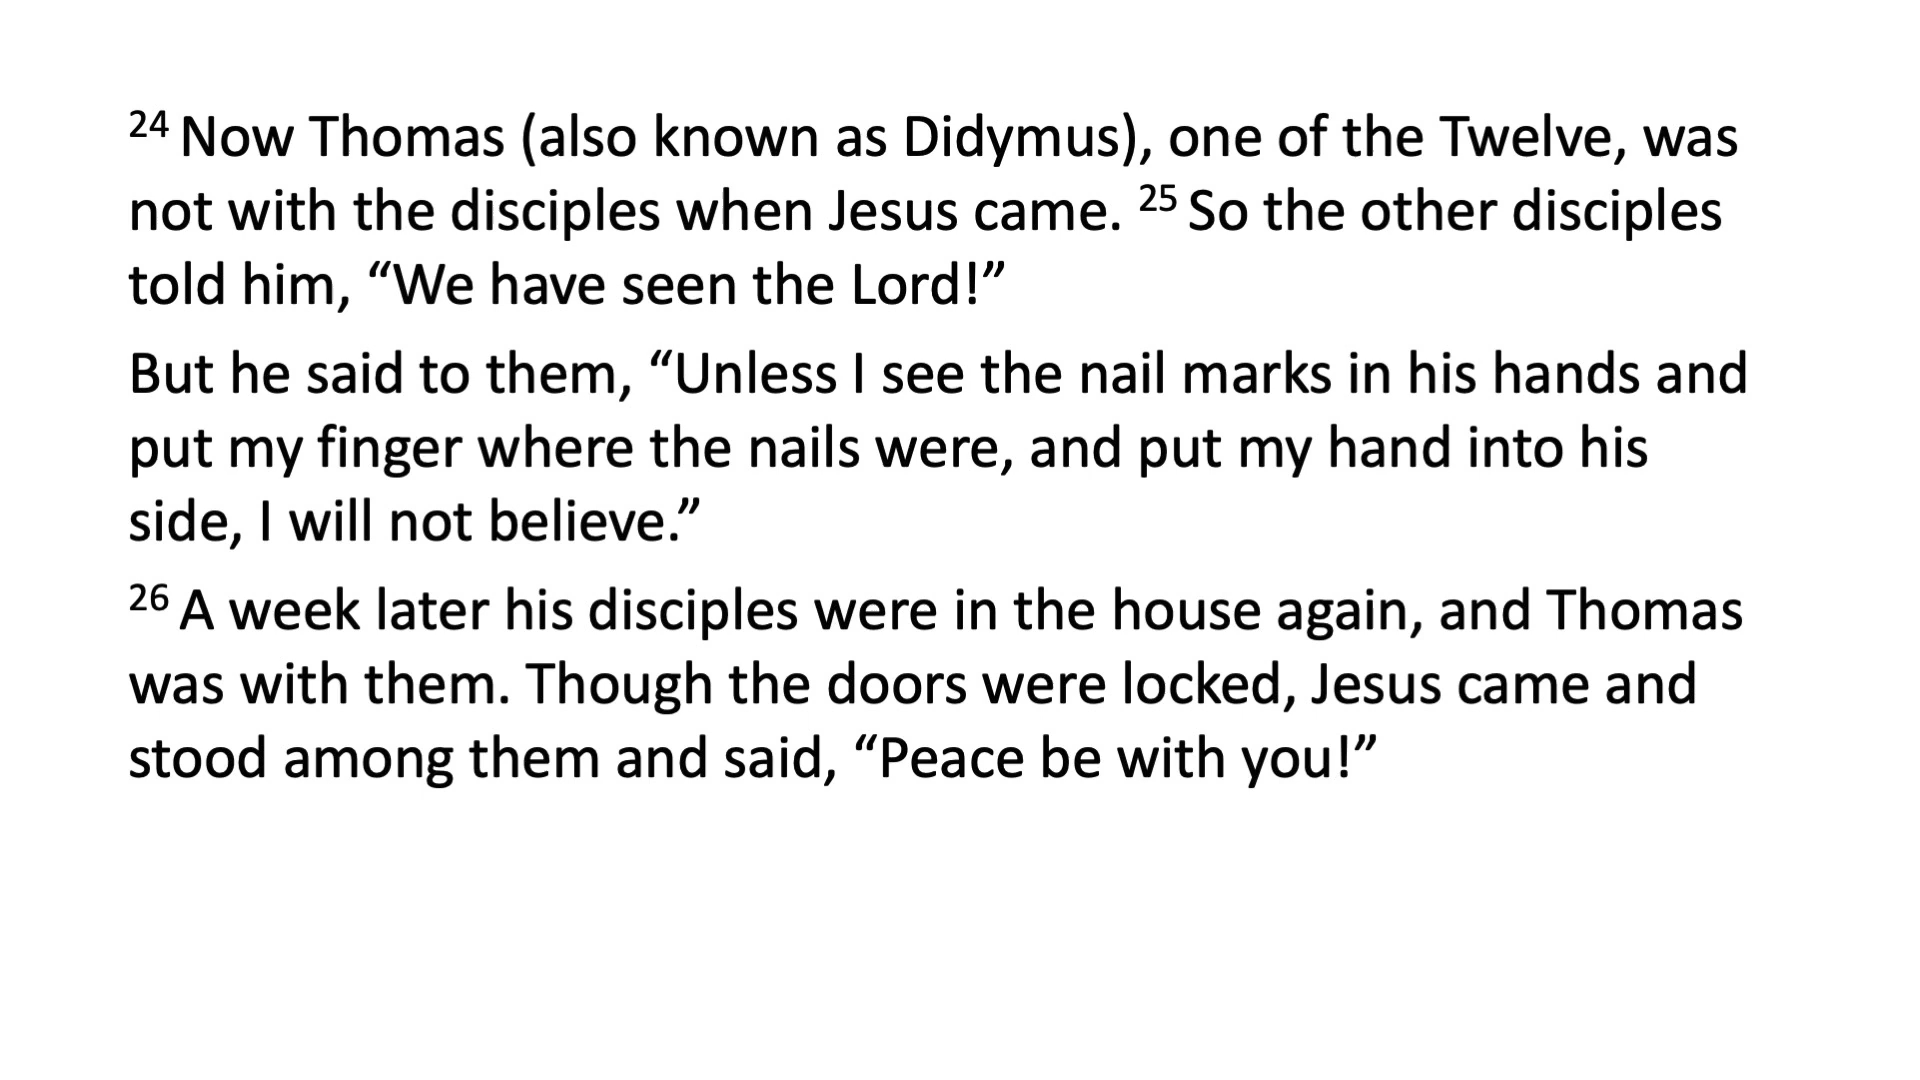 24 Now Thomas (also known as Didymus), one of the Twelve, was
not with the disciples when Jesus came. 25 So the other disciples
told him, “We have seen the Lord!”
But he said to them, “Unless I see the nail marks in his hands and
put my finger where the nails were, and put my hand into his
side, I will not believe.”
26 A week later his disciples were in the house again, and Thomas
was with them. Though the doors were locked, Jesus came and
stood among them and said, “Peace be with you!”